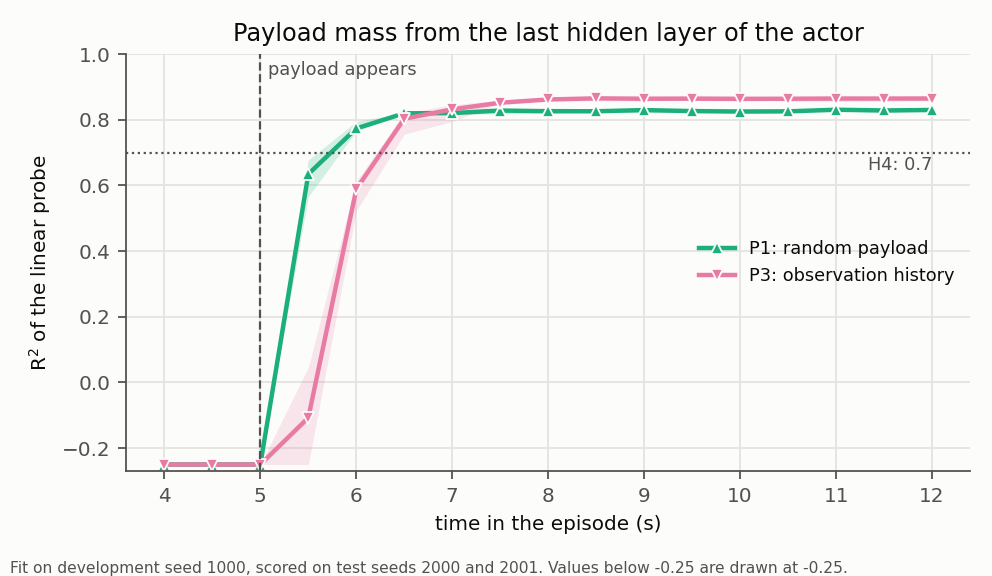 Payload mass from the last hidden layer of the actor
1.0
payload appears
0.8
H4: 0.7
0.6
R² of the linear probe
0.4
P1: random payload
P3: observation history
0.2
0.0
−0.2
4 5 6 7 8 9 10 11 12
time in the episode (s)
Fit on development seed 1000, scored on test seeds 2000 and 2001. Values below -0.25 are drawn at -0.25.